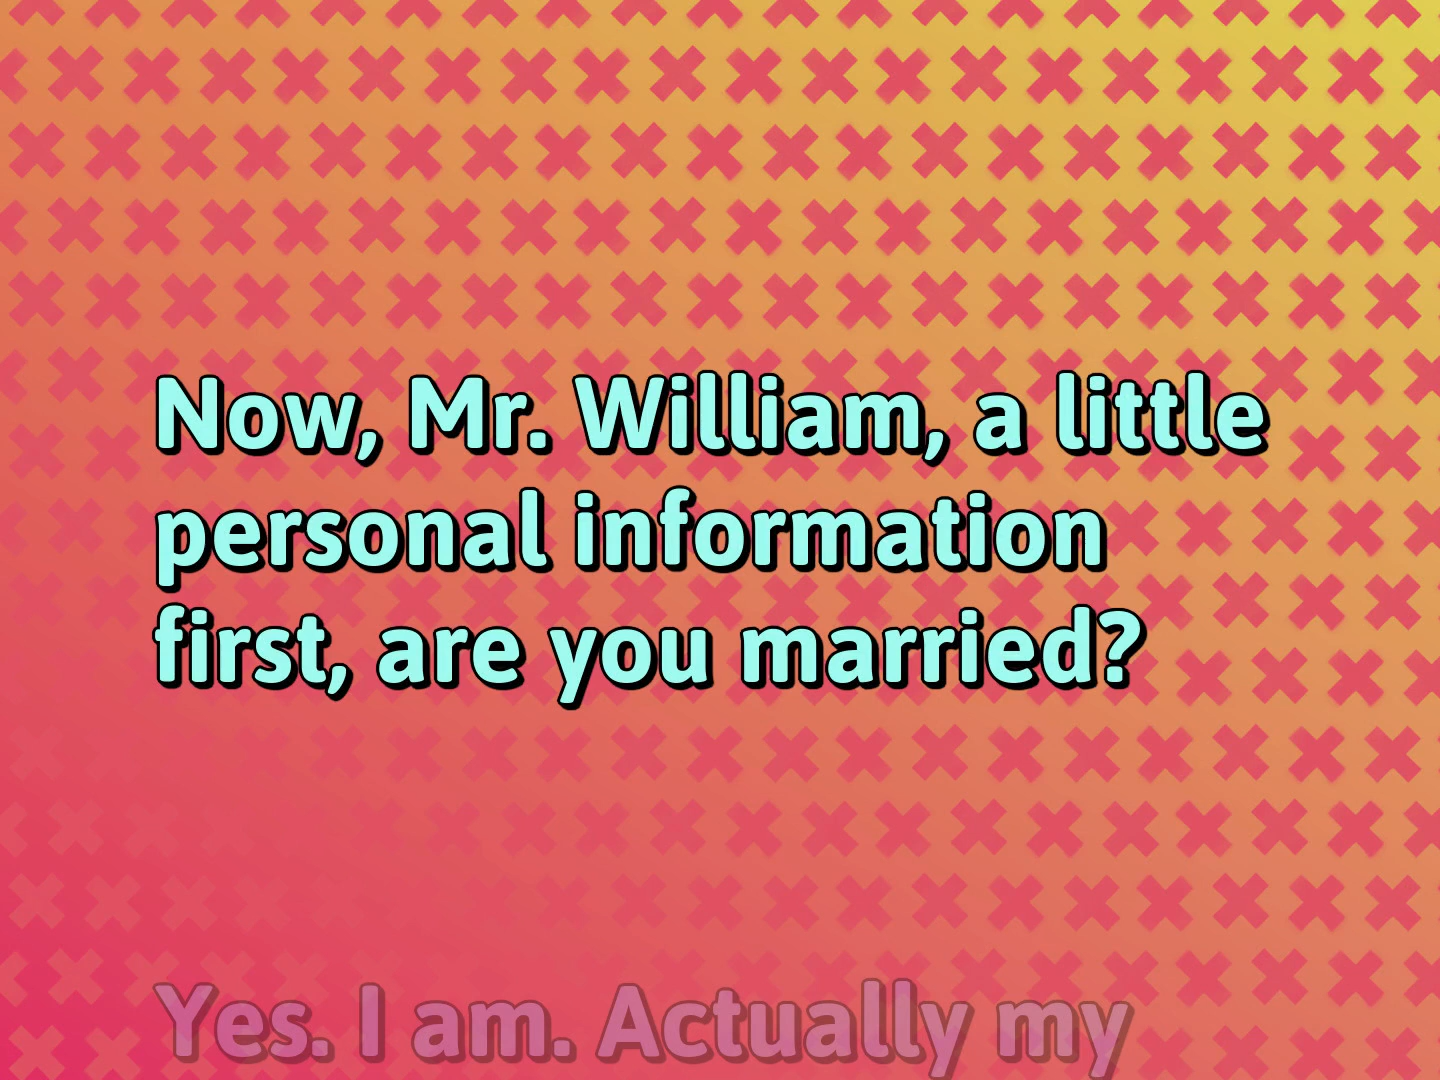 Now, Mr. William, a little
personal information
first, are you married?
Yes. I am. Actually my